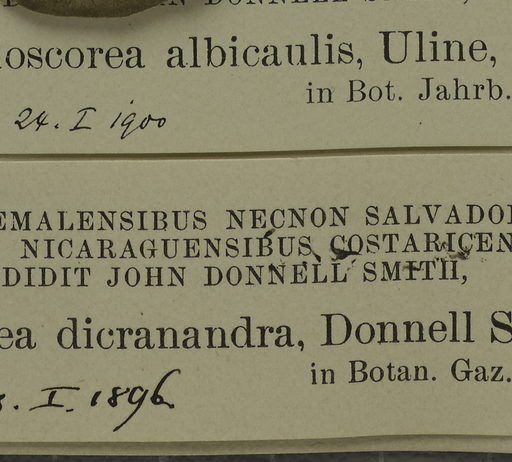 DONNELL
oscorea albicaulis, Uline,
in Bot. Jahrb.
24. I 1900
EMALENSIBUS NECNON SALVADO
NICARAGUENSIBUS, COSTARICEN
DIDIT JOHN DONNELL SMITH,
ea dicranandra, Donnell S
in Botan. Gaz.
. I. 1896